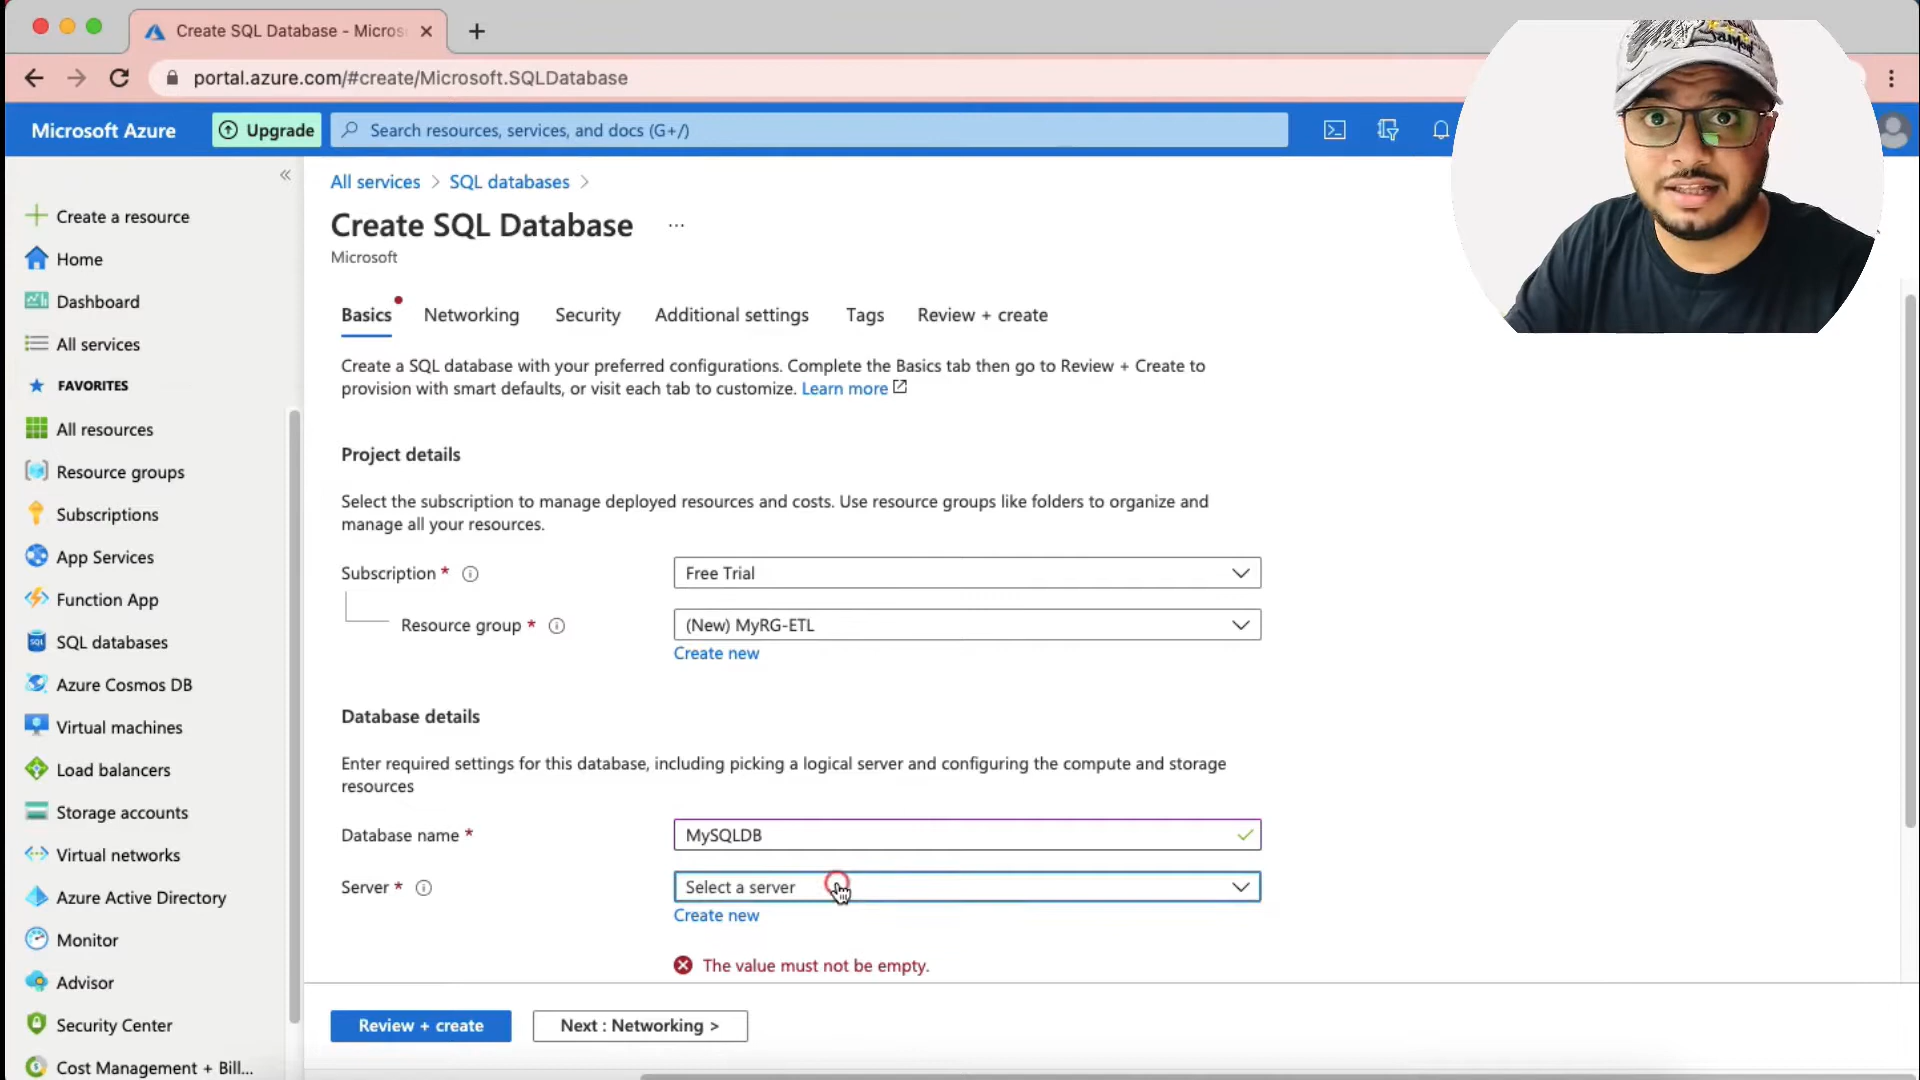 Create SQL Database - Micros
portal.azure.com/#create/Microsoft.SQLDatabase
Microsoft Azure
Upgrade
Search resources, services, and docs (G+/)
Create a resource
Home
Dashboard
All services
FAVORITES
All resources
Resource groups
Subscriptions
App Services
Function App
SQL databases
Azure Cosmos DB
Virtual machines
Load balancers
Storage accounts
Virtual networks
Azure Active Directory
Monitor
Advisor
Security Center
Cost Management + Bill...
All services > SQL databases >
Create SQL Database ...
Microsoft
Basics Networking Security Additional settings Tags Review + create
Create a SQL database with your preferred configurations. Complete the Basics tab then go to Review + Create to
provision with smart defaults, or visit each tab to customize. Learn more
Project details
Select the subscription to manage deployed resources and costs. Use resource groups like folders to organize and
manage all your resources.
Subscription * Free Trial
Resource group * (New) MyRG-ETL
Create new
Database details
Enter required settings for this database, including picking a logical server and configuring the compute and storage
resources
Database name * MySQLDB
Server * Select a server
Create new
The value must not be empty.
Review + create
Next : Networking >